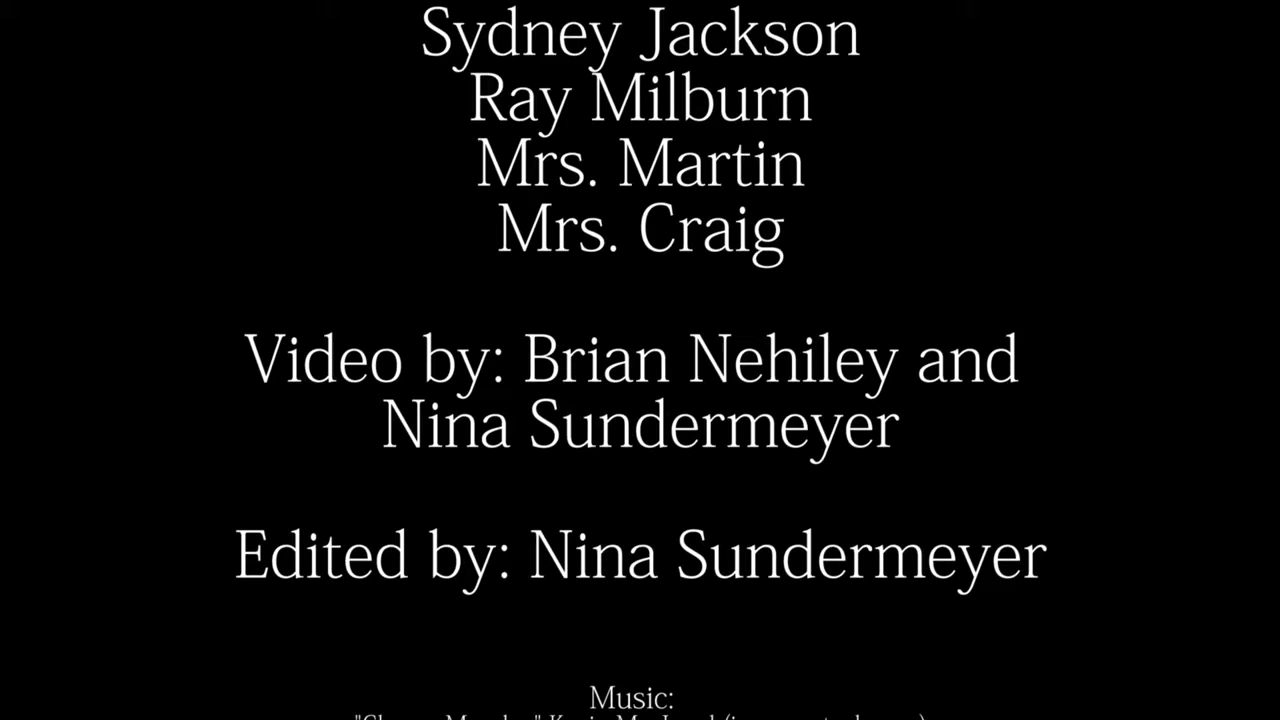 Sydney Jackson
Ray Milburn
Mrs. Martin
Mrs. Craig
Video by: Brian Nehiley and
Nina Sundermeyer
Edited by: Nina Sundermeyer
Music: